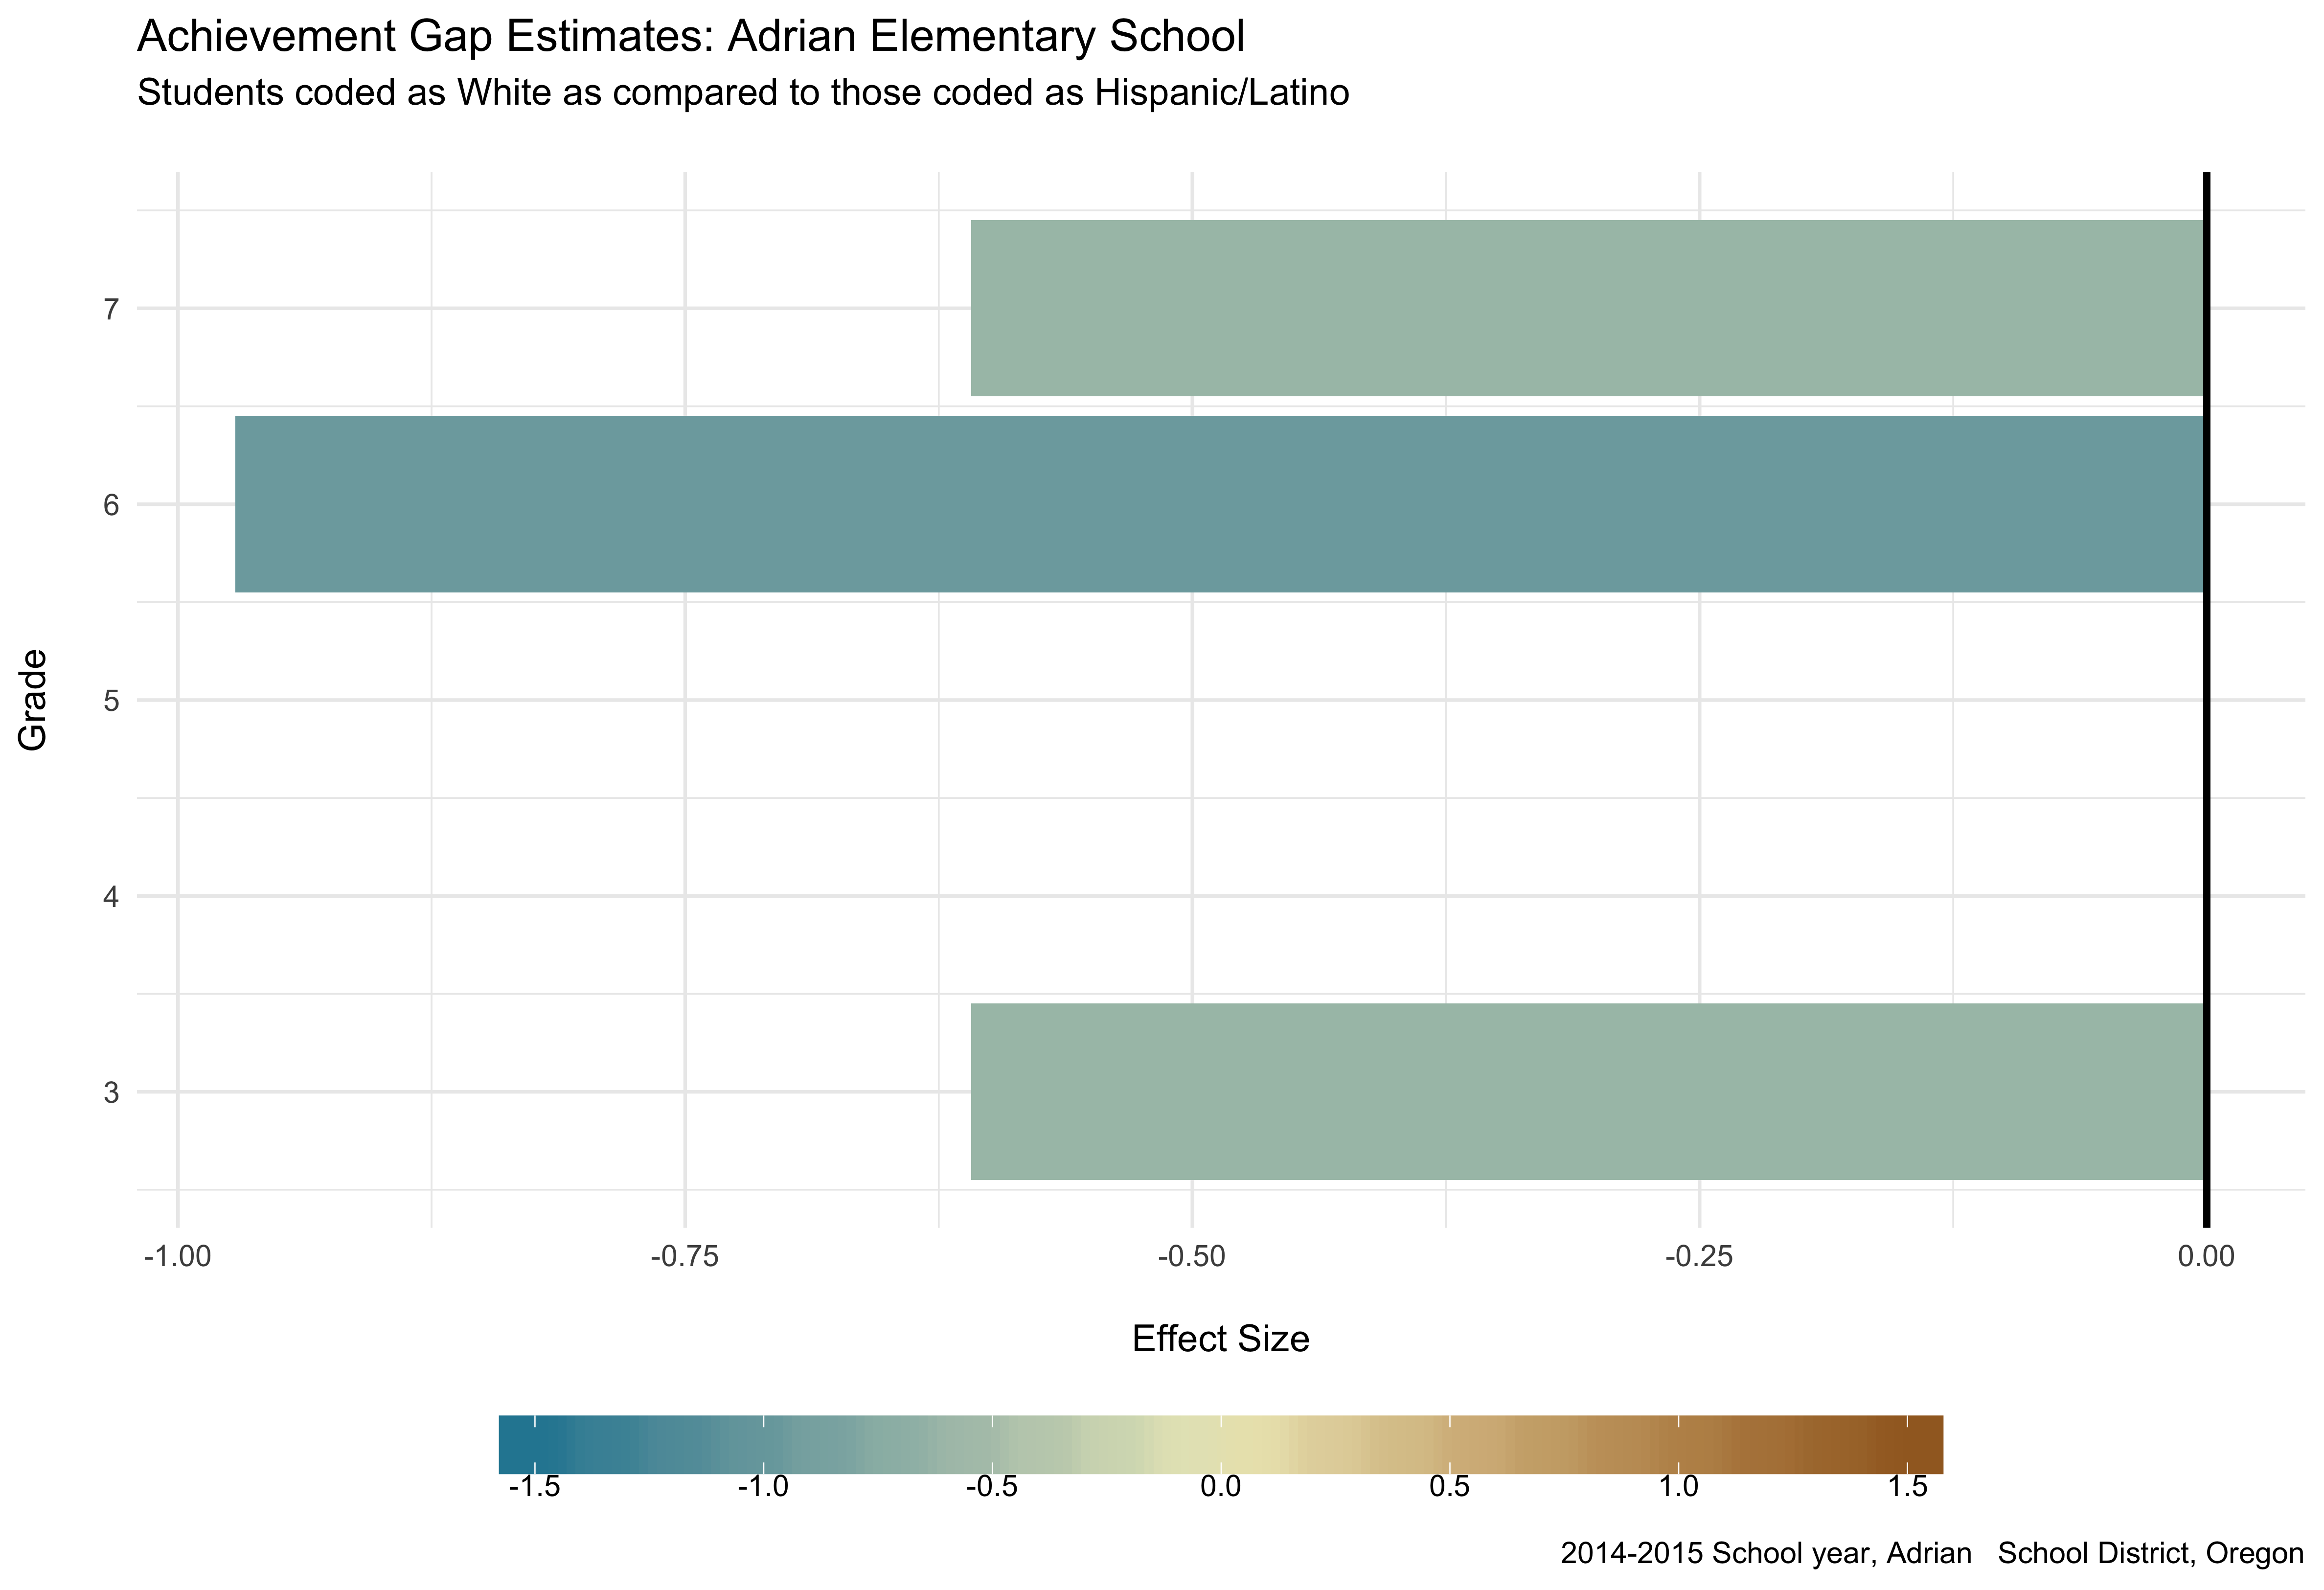 Achievement Gap Estimates: Adrian Elementary School
Students coded as White as compared to those coded as Hispanic/Latino
7
6
5
4
3
Grade
-1.00 -0.75 -0.50 -0.25 0.00
Effect Size
-1.5 -1.0 -0.5 0.0 0.5 1.0 1.5
2014-2015 School year, Adrian   School District, Oregon